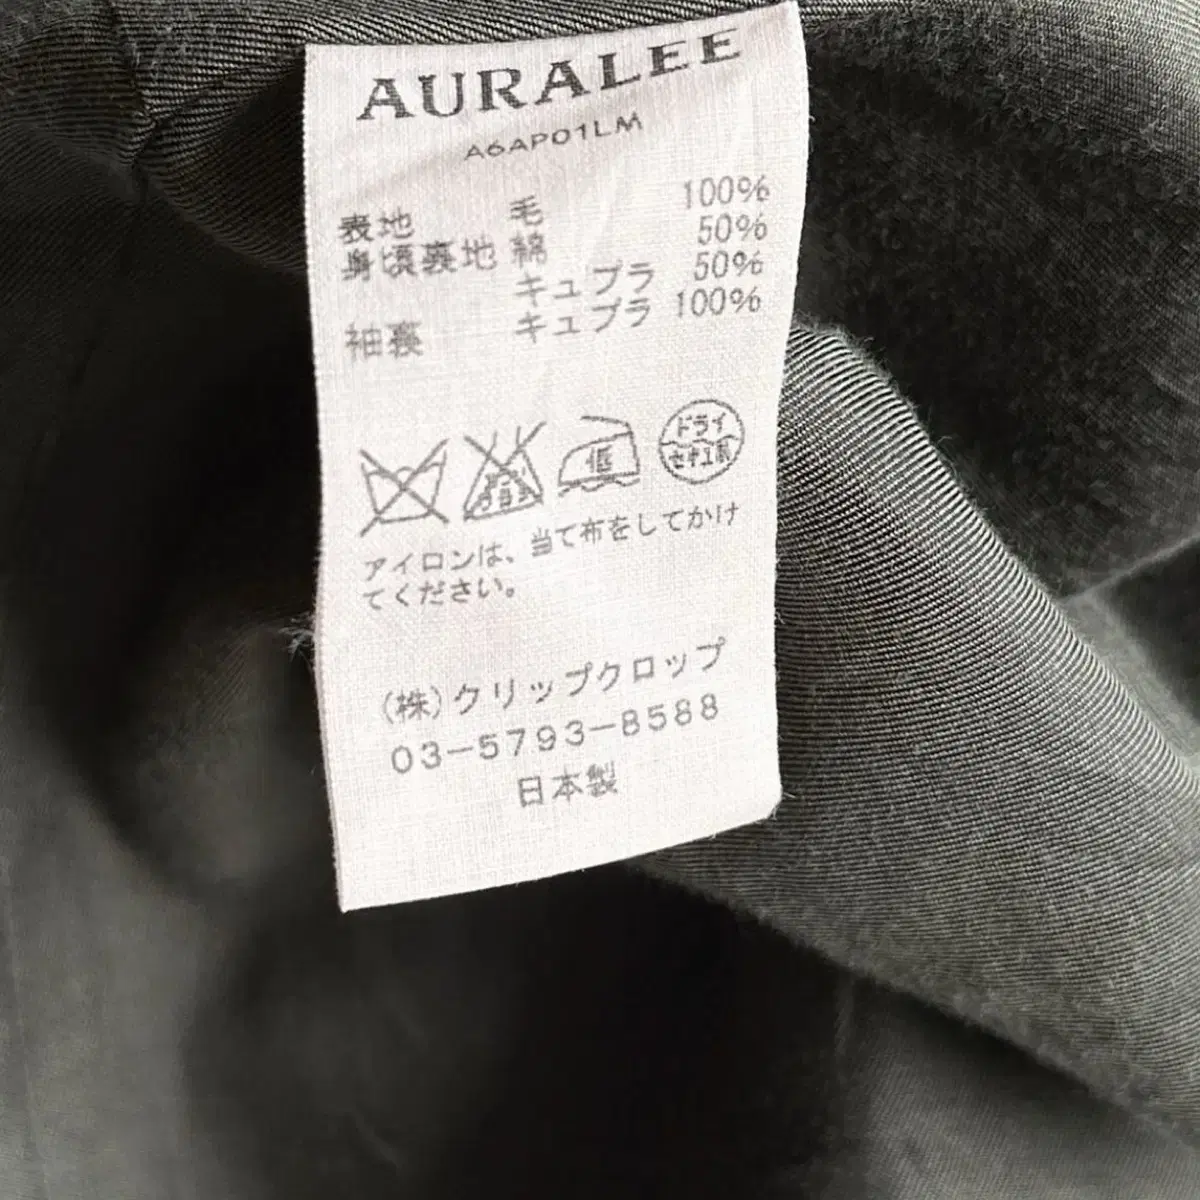 AURALEE
A6AP01LM
表地 毛 100%
身頃裏地 綿 50%
キュプラ 50%
袖裏 キュプラ 100%
低
ドライ
セキユ系
アイロンは、当て布をしてかけ
てください。
(株)クリップクロップ
03-5793-8588
日本製